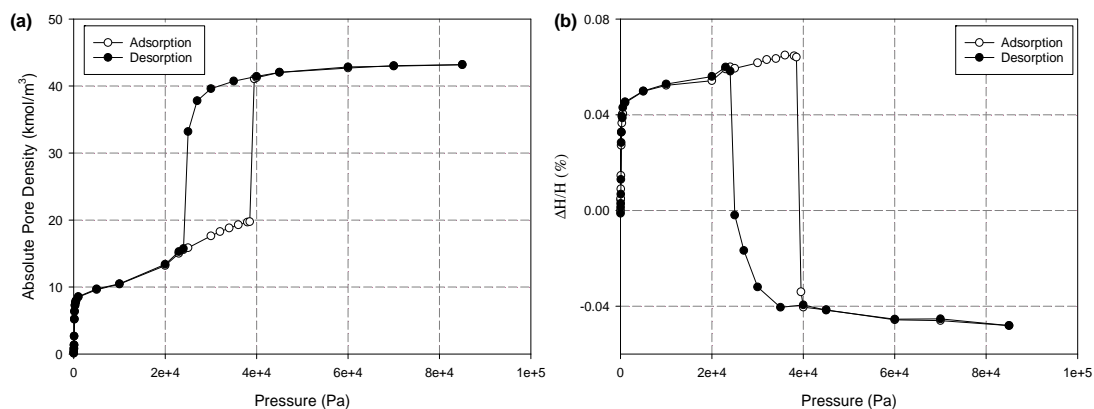 (a)
Absolute Pore Density (kmol/m³)
50
40
30
20
10
0
Adsorption
Desorption
0
2e+4
4e+4
6e+4
8e+4
1e+5
Pressure (Pa)
(b)
ΔH/H (%)
0.08
0.04
0.00
-0.04
Adsorption
Desorption
0
2e+4
4e+4
6e+4
8e+4
1e+5
Pressure (Pa)